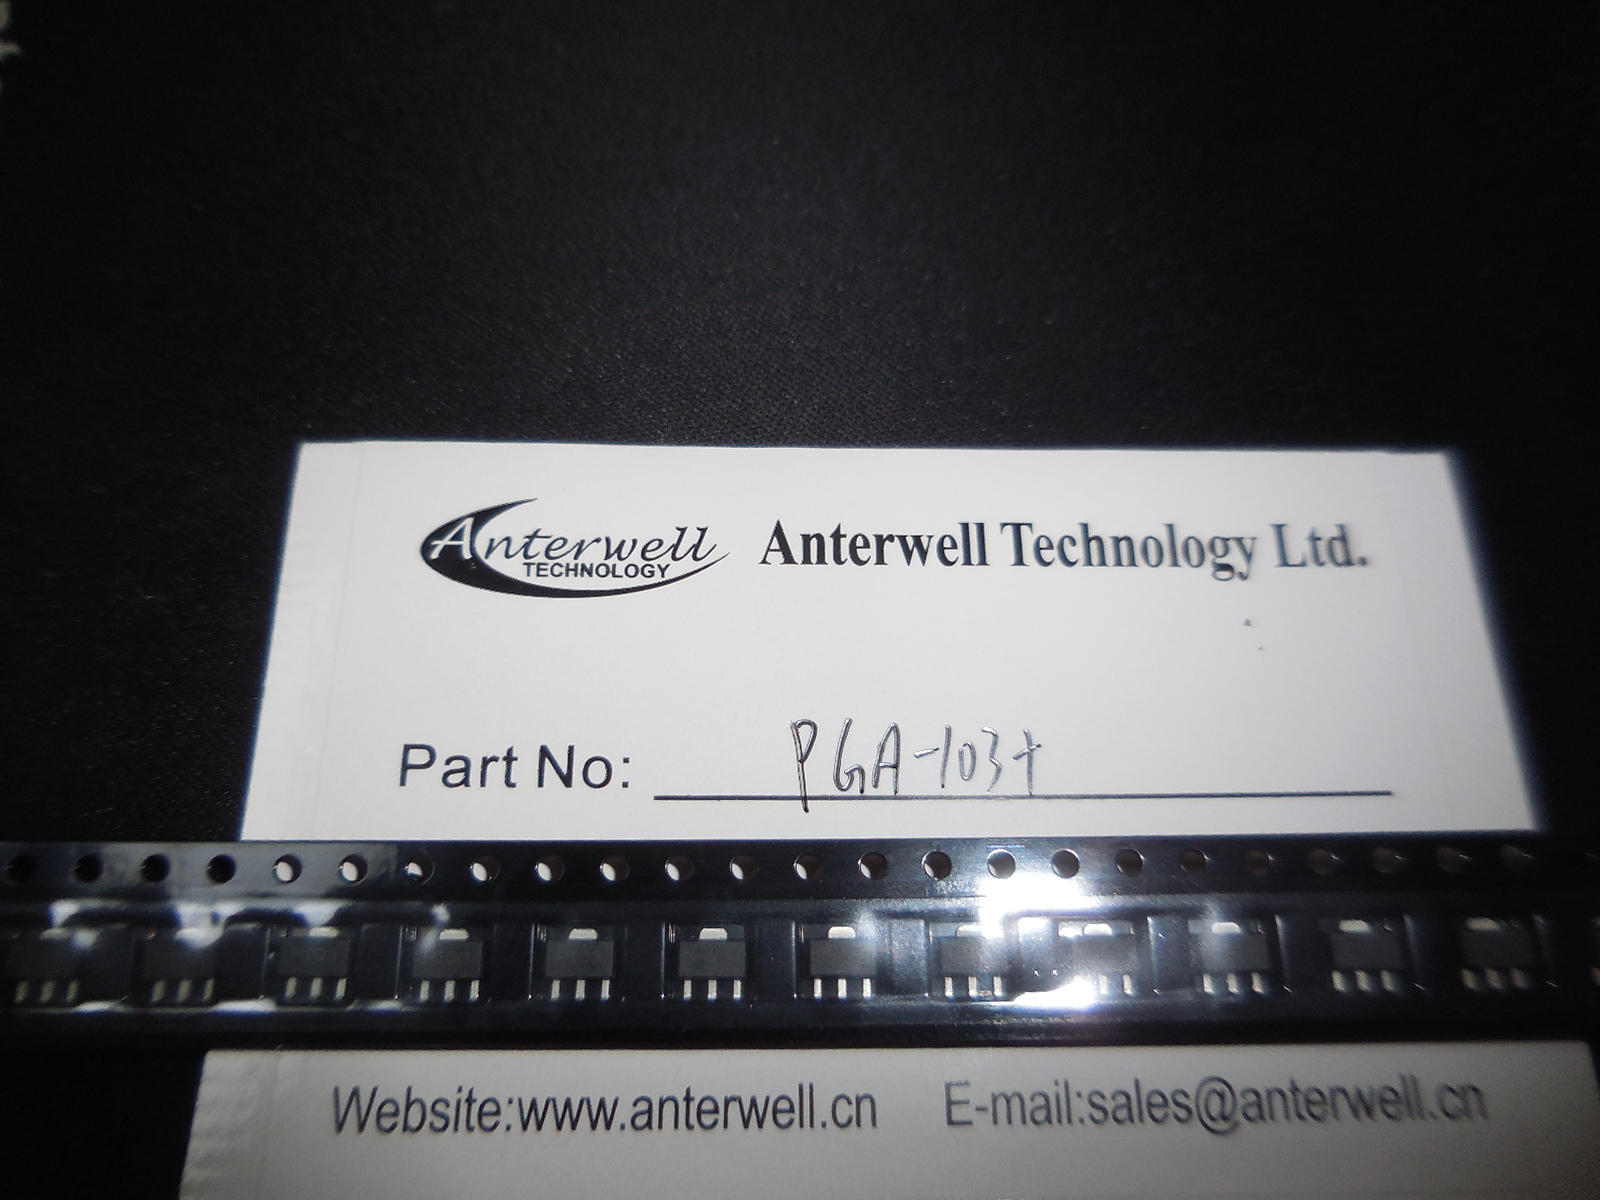 Anterwell TECHNOLOGY
Anterwell Technology Ltd.
Part No: PGA-103+
Website:www.anterwell.cn E-mail:sales@anterwell.cn